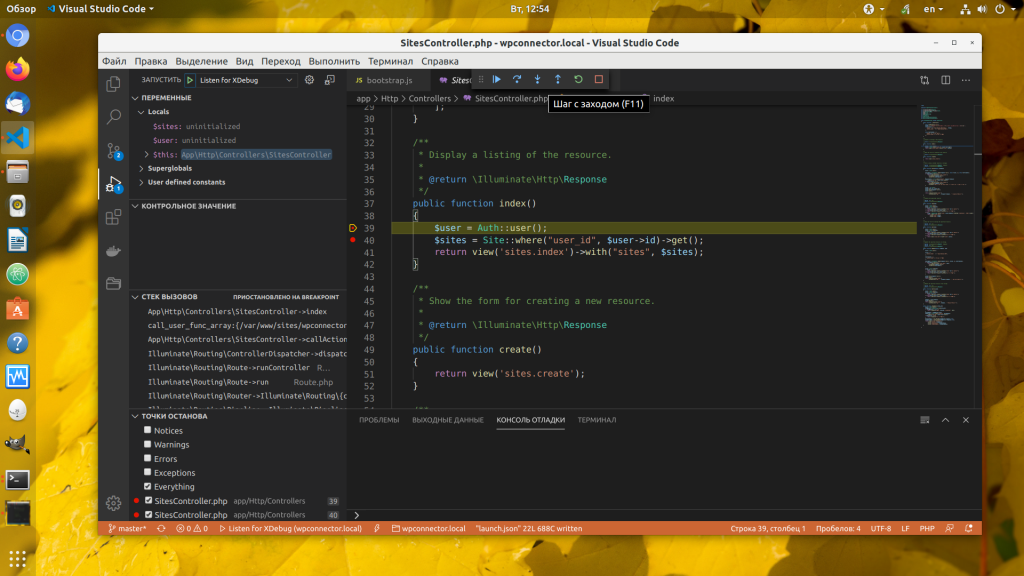 Обзор
Visual Studio Code
Вт, 12:54
en
SitesController.php - wpconnector.local - Visual Studio Code
Файл Правка Выделение Вид Переход Выполнить Терминал Справка
ЗАПУСТИТЬ
Listen for XDebug
JS bootstrap.js
Sites
app > Http > Controllers > SitesController.php
index
Шаг с заходом (F11)
ПЕРЕМЕННЫЕ
Locals
$sites: uninitialized
$user: uninitialized
$this: App\Http\Controllers\SitesController
Superglobals
User defined constants
КОНТРОЛЬНОЕ ЗНАЧЕНИЕ
СТЕК ВЫЗОВОВ
ПРИОСТАНОВЛЕНО НА BREAKPOINT
App\Http\Controllers\SitesController->index
call_user_func_array:{/var/www/sites/wpconnector
App\Http\Controllers\SitesController->callAction
Illuminate\Routing\ControllerDispatcher->dispatc
Illuminate\Routing\Route->runController R...
Illuminate\Routing\Route->run Route.php
Illuminate\Routing\Router->Illuminate\Routing\{c
ТОЧКИ ОСТАНОВА
Notices
Warnings
Errors
Exceptions
Everything
SitesController.php app/Http/Controllers 39
SitesController.php app/Http/Controllers 40
2
1
29 ];
30 }
31
32 /**
33 * Display a listing of the resource.
34 *
35 * @return \Illuminate\Http\Response
36 */
37 public function index()
38 {
39 $user = Auth::user();
40 $sites = Site::where("user_id", $user->id)->get();
41 return view('sites.index')->with("sites", $sites);
42 }
43
44 /**
45 * Show the form for creating a new resource.
46 *
47 * @return \Illuminate\Http\Response
48 */
49 public function create()
50 {
51 return view('sites.create');
52 }
53
ПРОБЛЕМЫ ВЫХОДНЫЕ ДАННЫЕ КОНСОЛЬ ОТЛАДКИ ТЕРМИНАЛ
master* 0 0 Listen for XDebug (wpconnector.local) wpconnector.local "launch.json" 22L 688C written
Строка 39, столбец 1 Пробелов: 4 UTF-8 LF PHP